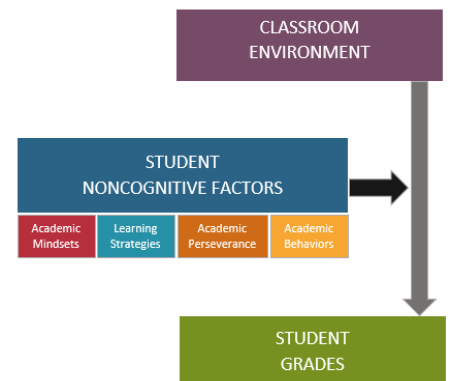 CLASSROOM
ENVIRONMENT
STUDENT
NONCOGNITIVE FACTORS
Academic
Mindsets
Learning
Strategies
Academic
Perseverance
Academic
Behaviors
STUDENT
GRADES